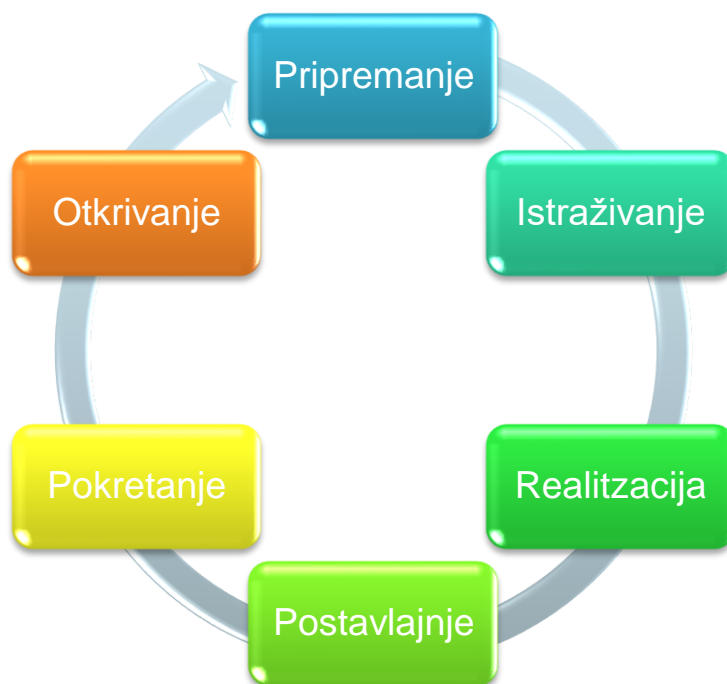 Pripremanje
Istraživanje
Realitzacija
Postavlajnje
Pokretanje
Otkrivanje